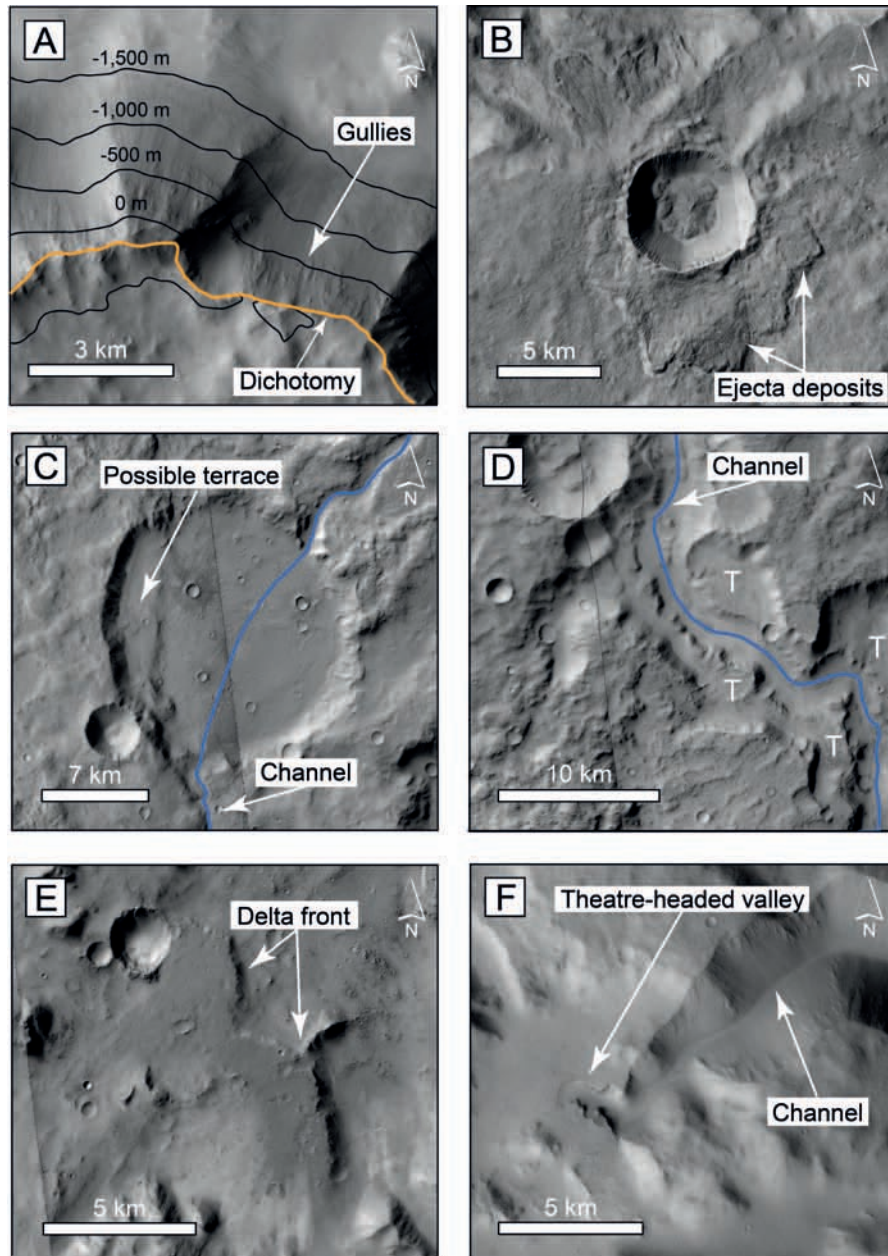 A
N
-1,500 m
-1,000 m
-500 m
0 m
Gullies
3 km
Dichotomy
B
N
5 km
Ejecta deposits
C
N
Possible terrace
7 km
Channel
D
N
Channel
T
T
T
T
10 km
E
N
Delta front
5 km
F
N
Theatre-headed valley
Channel
5 km